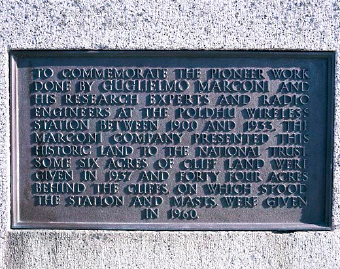 TO COMMEMORATE THE PIONEER WORK
DONE BY GUGLIELMO MARCONI AND
HIS RESEARCH EXPERTS AND RADIO
ENGINEERS AT THE POLDHU WIRELESS
STATION BETWEEN 1900 AND 1933, THE
MARCONI COMPANY PRESENTED THIS
HISTORIC LAND TO THE NATIONAL TRUST.
SOME SIX ACRES OF CLIFF LAND WERE
GIVEN IN 1937 AND FORTY FOUR ACRES
BEHIND THE CLIFFS, ON WHICH STOOD
THE STATION AND MASTS, WERE GIVEN
IN 1960.